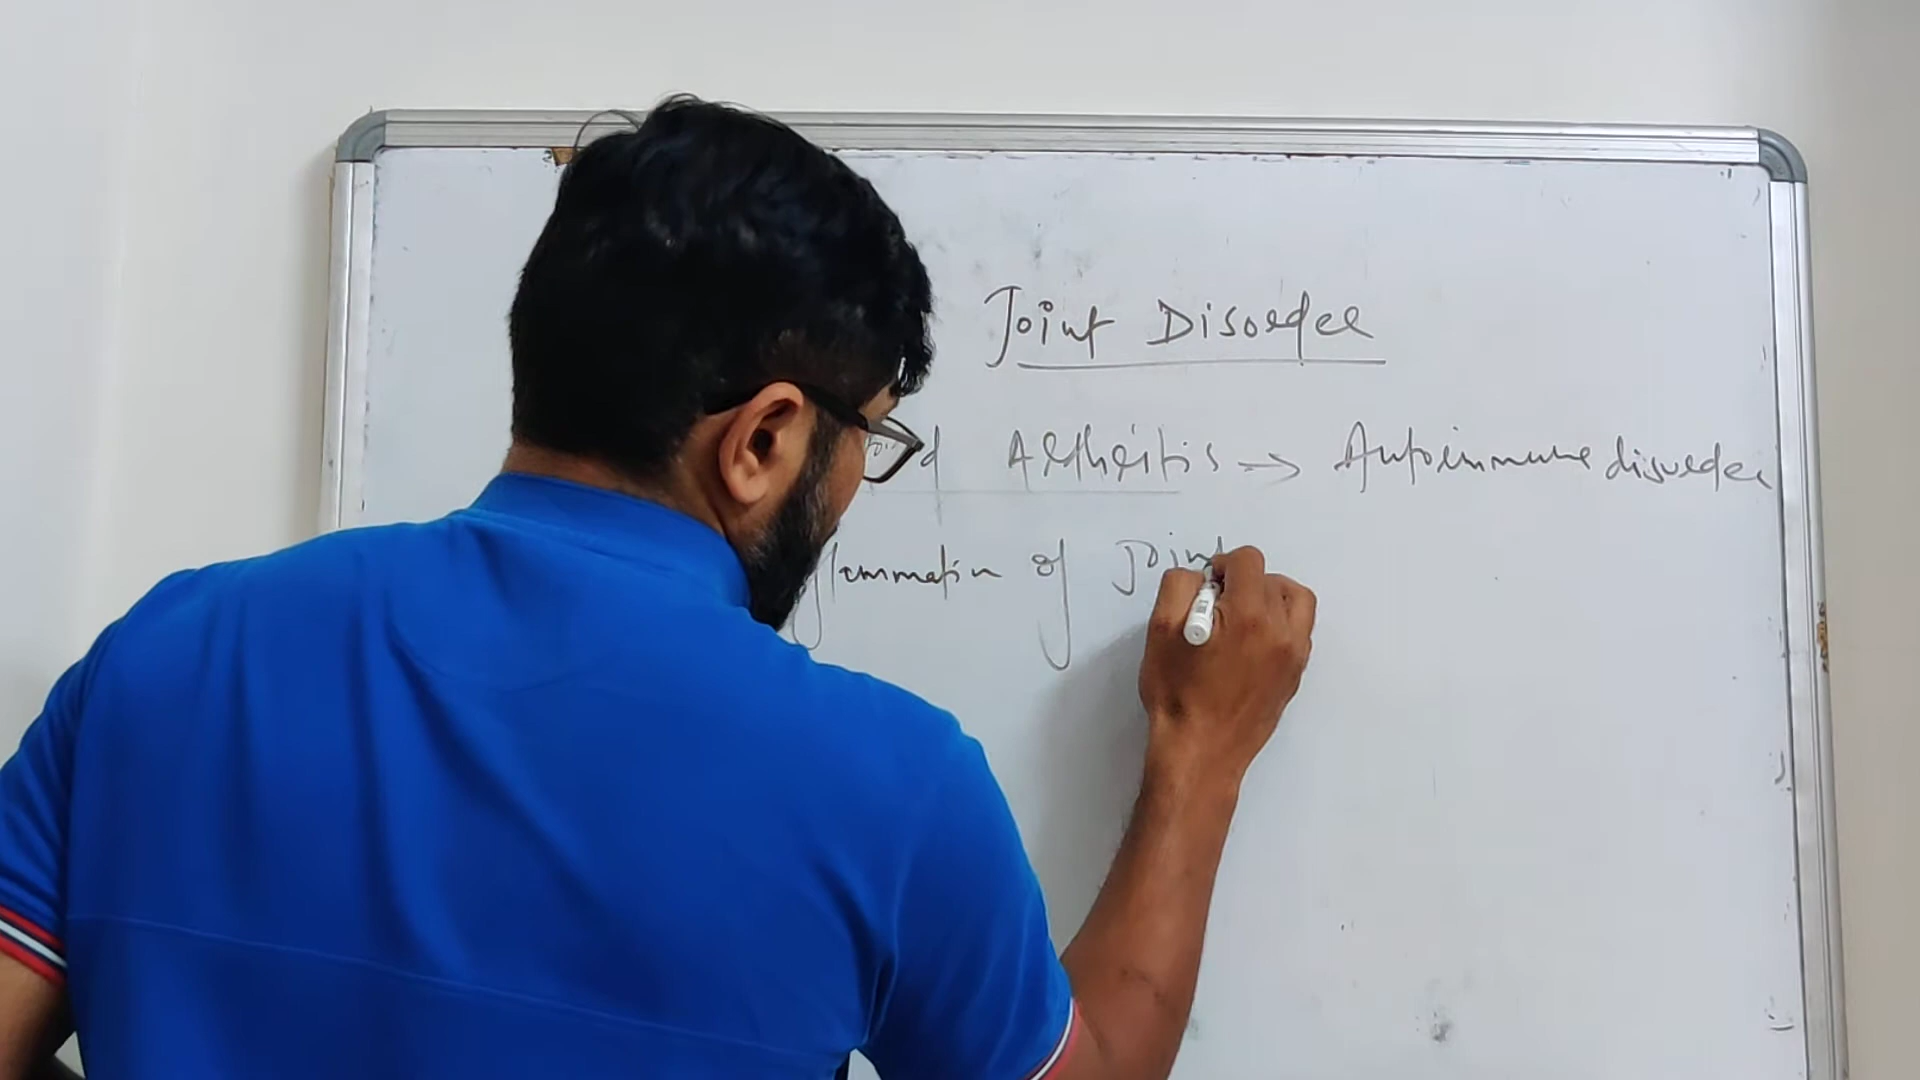 Joint Disorder
Arthritis → Autoimmune disorder
of Joint